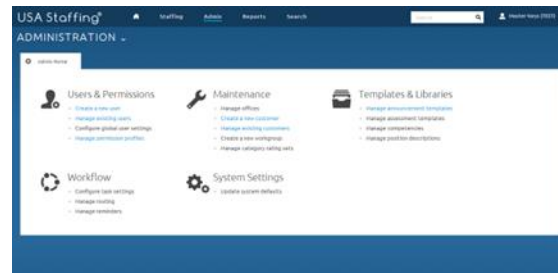 USA Staffing®
Staffing
Admin
Reports
Search
ADMINISTRATION
Admin Home
Users & Permissions
Create a new user
Manage existing users
Configure global user settings
Manage permission profiles
Maintenance
Manage offices
Create a new customer
Manage existing customers
Create a new workgroup
Manage category rating sets
Templates & Libraries
Manage announcement templates
Manage assessment templates
Manage competencies
Manage position descriptions
Workflow
Configure task settings
Manage routing
Manage reminders
System Settings
Update system defaults